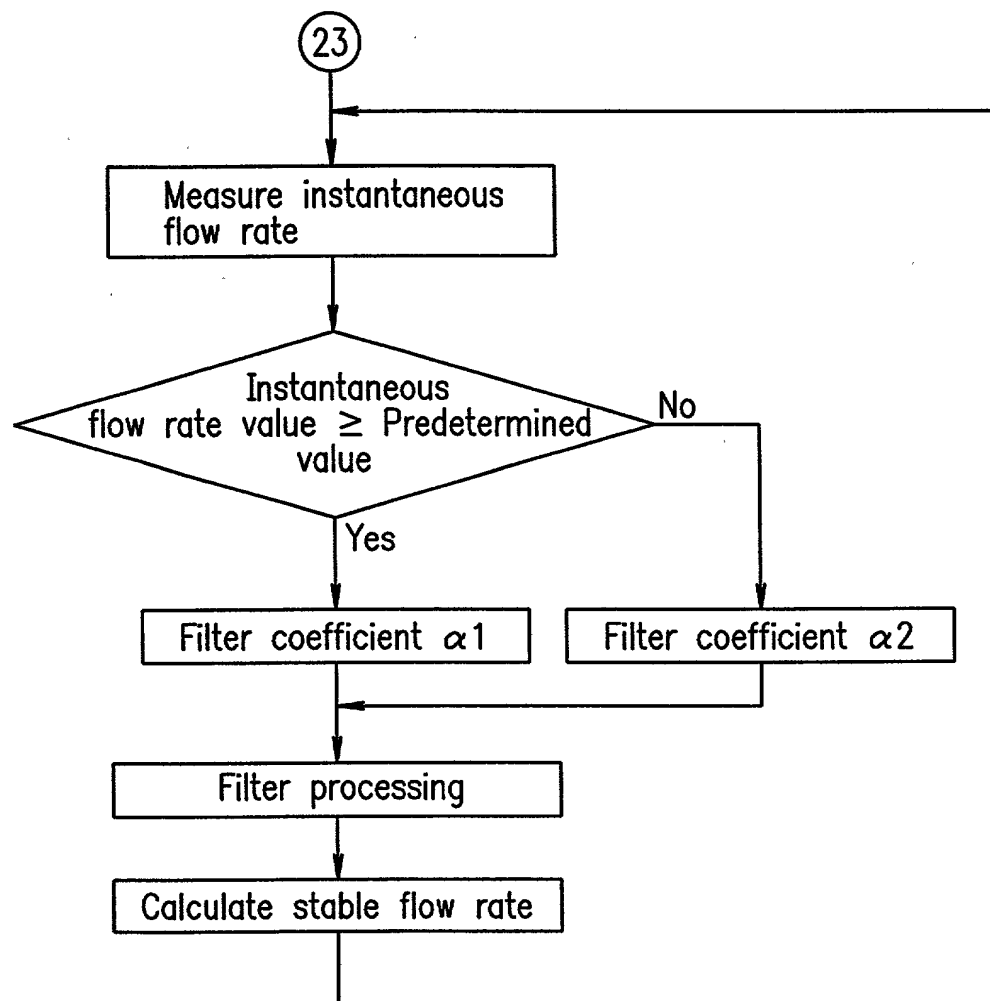 23
Measure instantaneous
flow rate
Instantaneous
flow rate value ≥ Predetermined
value
No
Yes
Filter coefficient α1
Filter coefficient α2
Filter processing
Calculate stable flow rate